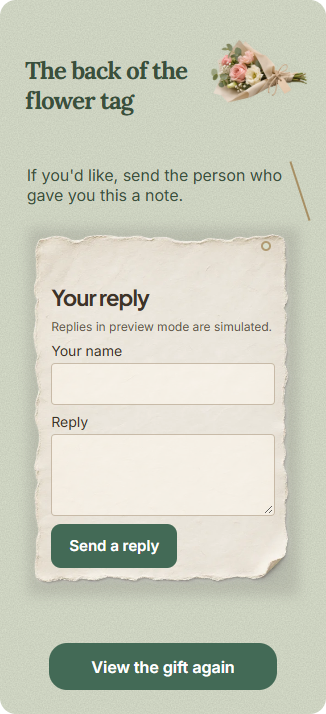 The back of the
flower tag
If you'd like, send the person who
gave you this a note.
Your reply
Replies in preview mode are simulated.
Your name
Reply
Send a reply
View the gift again